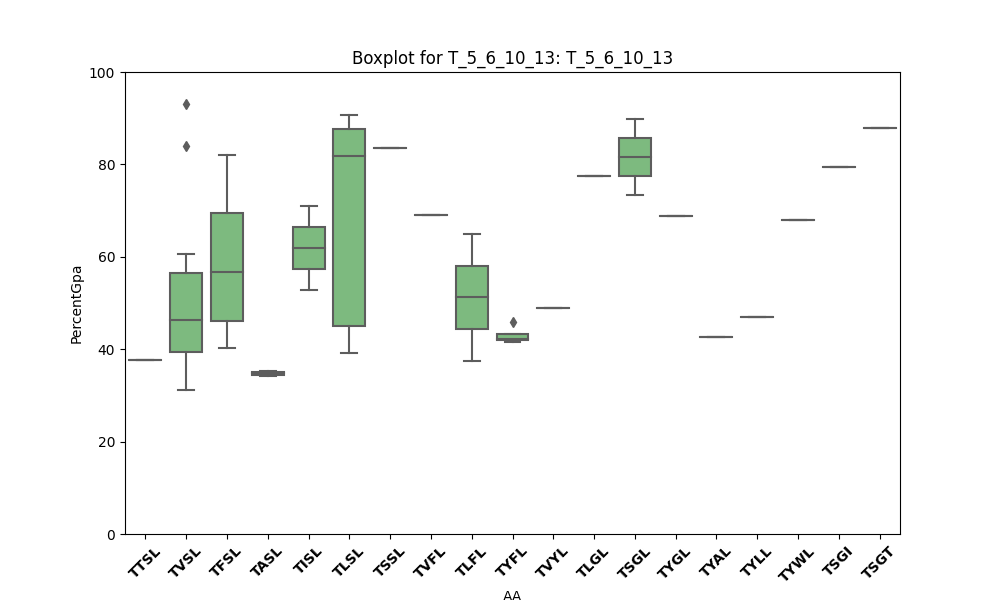 Boxplot for T_5_6_10_13: T_5_6_10_13
100
80
60
40
20
0
PercentGpa
TTSL
TVSL
TFSL
TASL
TISL
TLSL
TSSL
TVFL
TLFL
TYFL
TVYL
TLGL
TSGL
TYGL
TYAL
TYLL
TYWL
TSGI
TSGT
AA